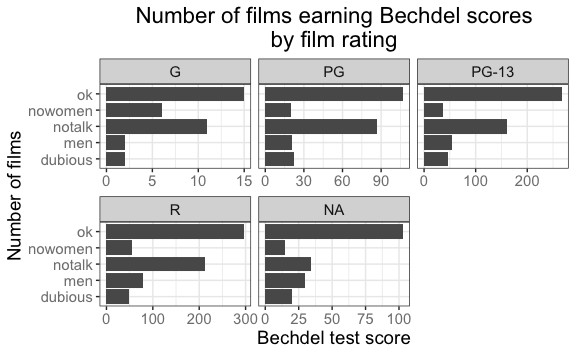 Number of films earning Bechdel scores
by film rating
G
PG
PG-13
ok
nowomen
notalk
men
dubious
0 5 10 15
0 30 60 90
0 100 200
R
NA
ok
nowomen
notalk
men
dubious
0 100 200 300
0 25 50 75 100
Number of films
Bechdel test score